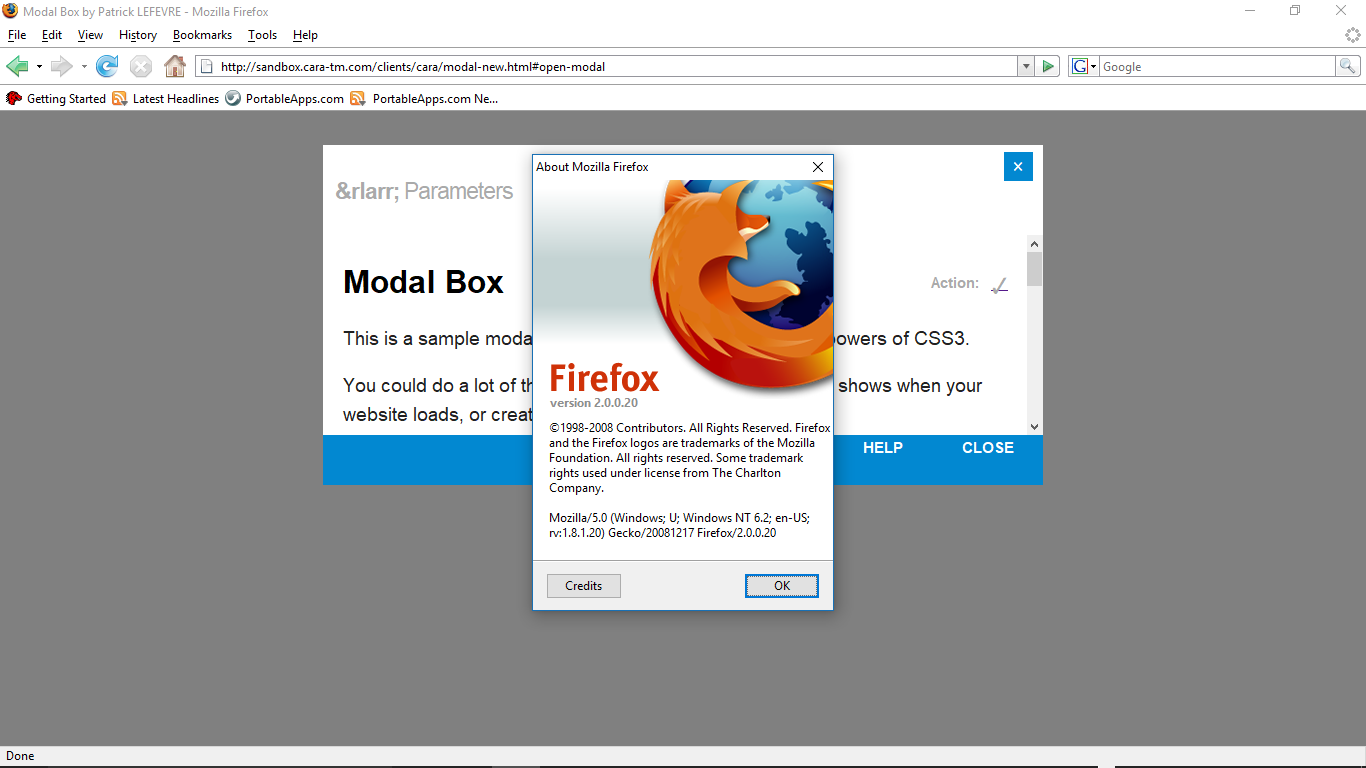 Modal Box by Patrick LEFEVRE - Mozilla Firefox
File Edit View History Bookmarks Tools Help
http://sandbox.cara-tm.com/clients/cara/modal-new.html#open-modal
G Google
Getting Started Latest Headlines PortableApps.com PortableApps.com Ne...
&rlarr; Parameters
×
Modal Box
Action: ✓
This is a sample moda
owers of CSS3.
You could do a lot of th
shows when your
website loads, or creat
HELP CLOSE
About Mozilla Firefox
Firefox
version 2.0.0.20
©1998-2008 Contributors. All Rights Reserved. Firefox
and the Firefox logos are trademarks of the Mozilla
Foundation. All rights reserved. Some trademark
rights used under license from The Charlton
Company.
Mozilla/5.0 (Windows; U; Windows NT 6.2; en-US;
rv:1.8.1.20) Gecko/20081217 Firefox/2.0.0.20
Credits OK
Done